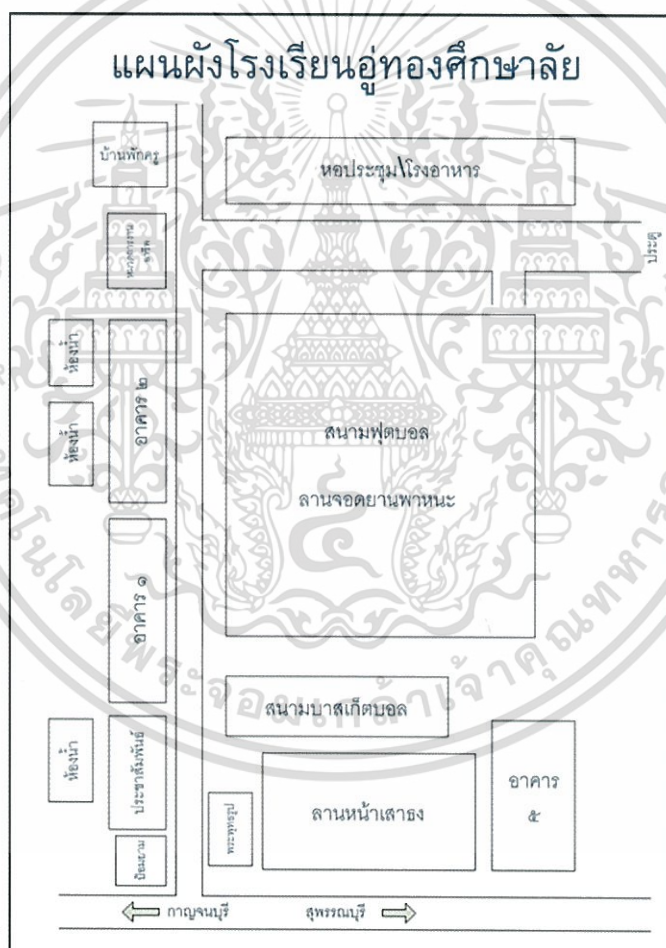 แผนผังโรงเรียนอู่ทองศึกษาลัย
บ้านพักครู
หอประชุม\โรงอาหาร
ประตู
ห้องน้ำ
อาคาร ๒
ห้องน้ำ
สนามฟุตบอล
ลานจอดยานพาหนะ
อาคาร ๑
สนามบาสเก็ตบอล
ห้องน้ำ
ประชาสัมพันธ์
พระพุทธรูป
ลานหน้าเสาธง
อาคาร
๕
ป้อมยาม
กาญจนบุรี
สุพรรณบุรี